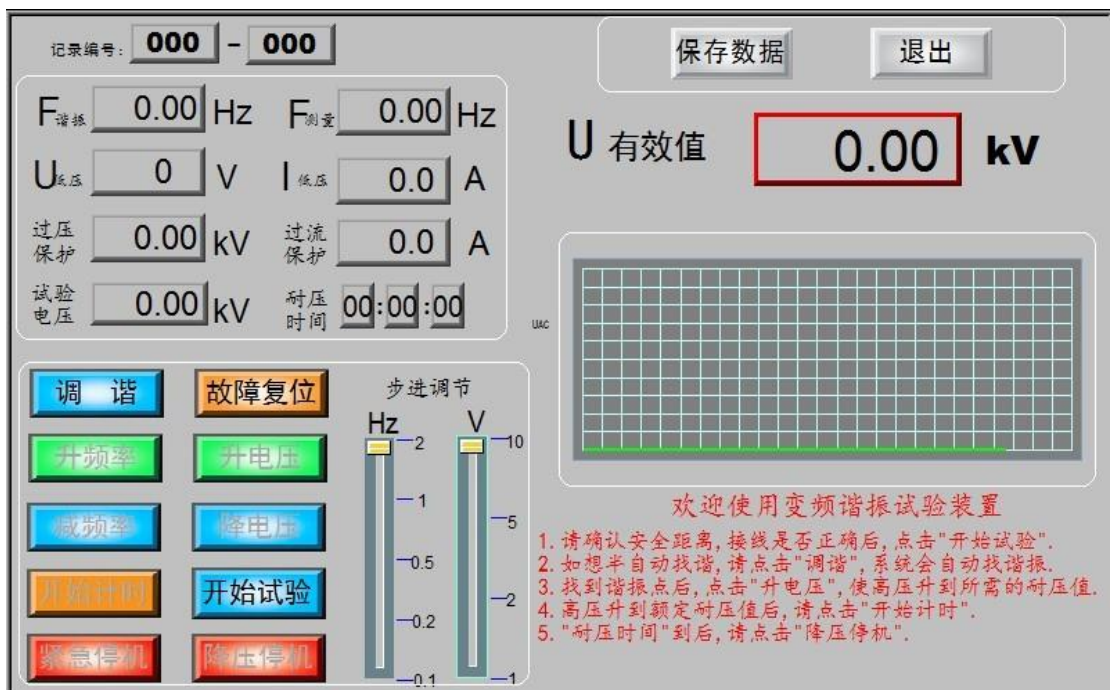 记录编号: 000 - 000
保存数据 退出
F谐振 0.00 Hz F测量 0.00 Hz
U有效值 0.00 kV
U低压 0 V I低压 0.0 A
过压保护 0.00 kV 过流保护 0.0 A
试验电压 0.00 kV 耐压时间 00:00:00
UAC
调 谐 故障复位
步进调节
Hz V
升频率 升电压
减频率 降电压
开始计时 开始试验
紧急停机 降压停机
2 10
1
5
0.5
2
0.2
0.1 1
欢迎使用变频谐振试验装置
1.请确认安全距离,接线是否正确后,点击"开始试验".
2.如想半自动找谐,请点击"调谐",系统会自动找谐振.
3.找到谐振点后,点击"升电压",使高压升到所需的耐压值.
4.高压升到额定耐压值后,请点击"开始计时".
5."耐压时间"到后,请点击"降压停机".